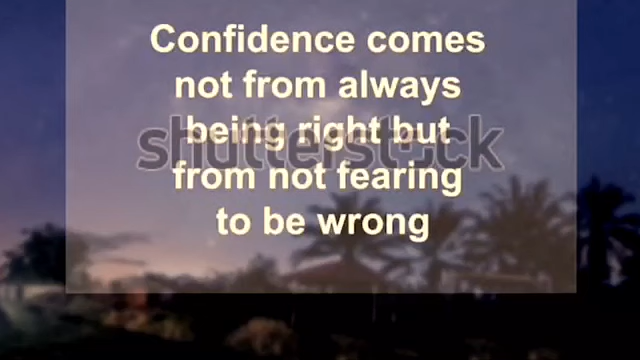 Confidence comes
not from always
being right but
shutterstock
from not fearing
to be wrong